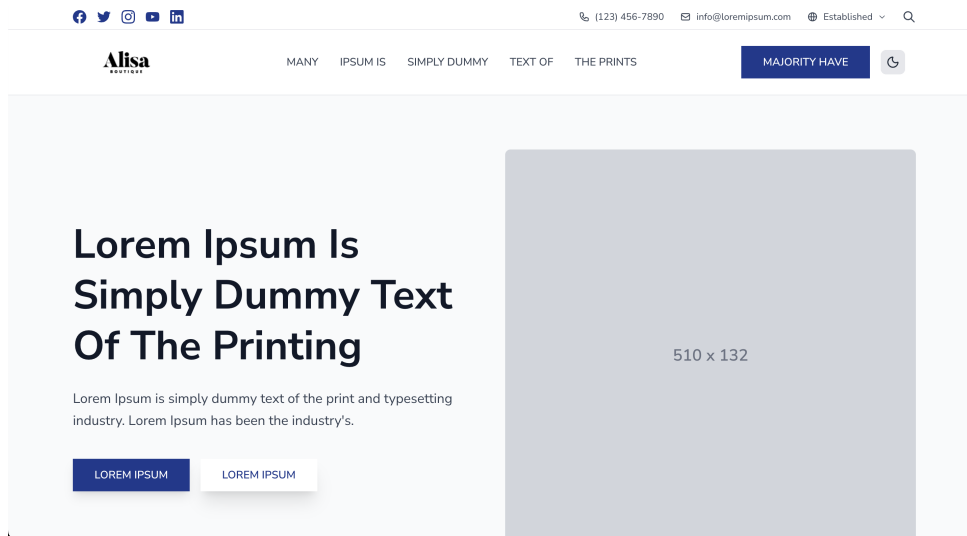 (123) 456-7890
info@loremipsum.com
Established
Alisa
BOUTIQUE
MANY
IPSUM IS
SIMPLY DUMMY
TEXT OF
THE PRINTS
MAJORITY HAVE
Lorem Ipsum Is
Simply Dummy Text
Of The Printing
Lorem Ipsum is simply dummy text of the print and typesetting
industry. Lorem Ipsum has been the industry's.
LOREM IPSUM
LOREM IPSUM
510 x 132